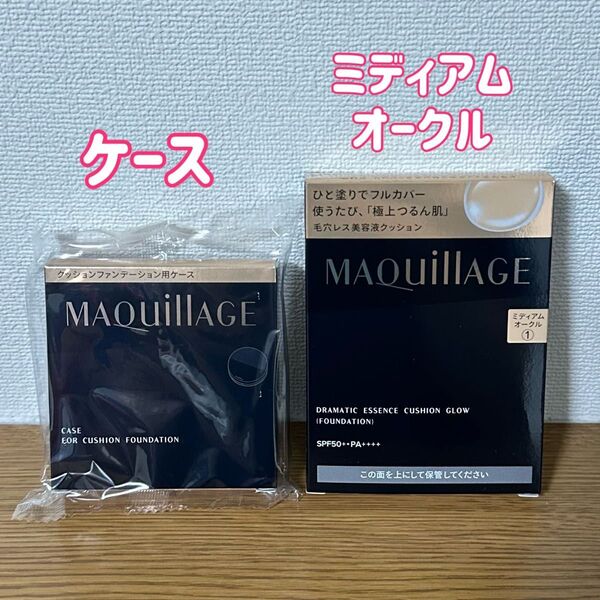 ケース
クッションファンデーション用ケース
MAQuillAGE
CASE
FOR CUSHION FOUNDATION
ミディアム
オークル
ひと塗りでフルカバー
使うたび、「極上つるん肌」
毛穴レス美容液クッション
MAQuillAGE
ミディアム
オークル
①
DRAMATIC ESSENCE CUSHION GLOW
(FOUNDATION)
SPF50+・PA++++
この面を上にして保管してください